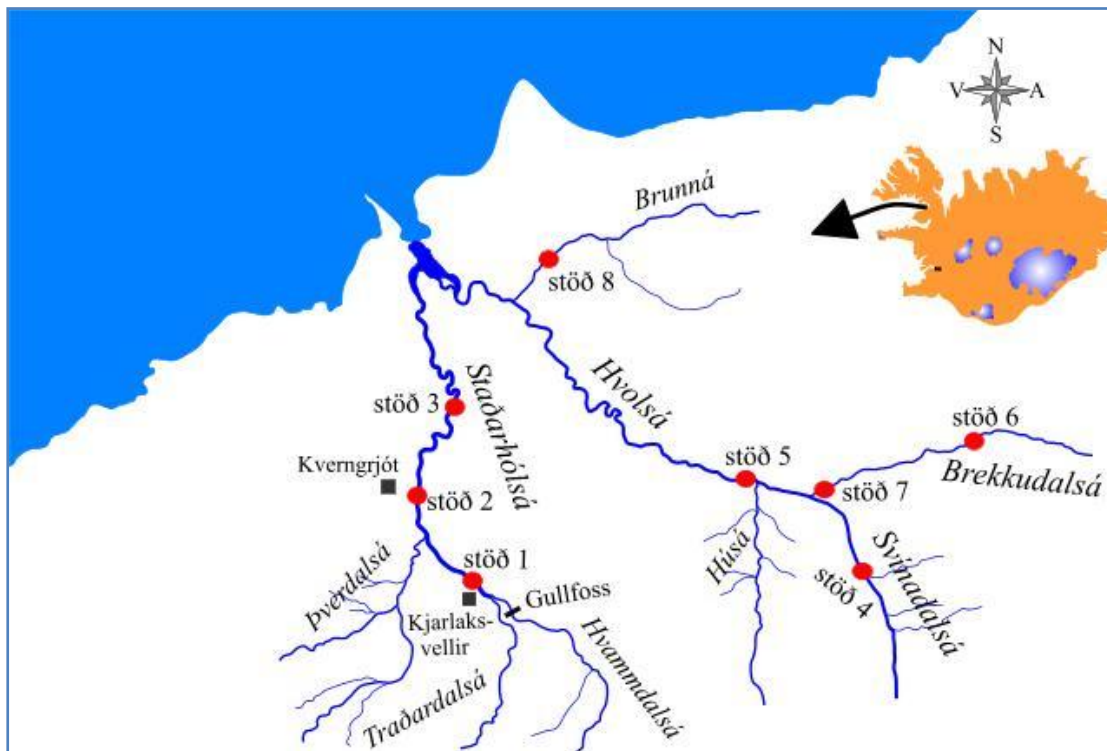 N
V
A
S
Brunná
stöð 8
Hvolsá
Staðarhólsá
stöð 3
stöð 6
stöð 5
Kverngrjót
stöð 7
Brekkudalsá
stöð 2
Húsá
Svínadalsá
stöð 4
stöð 1
Gullfoss
Þverdalsá
Kjarlaks-
vellir
Hvammdalsá
Traðardalsá